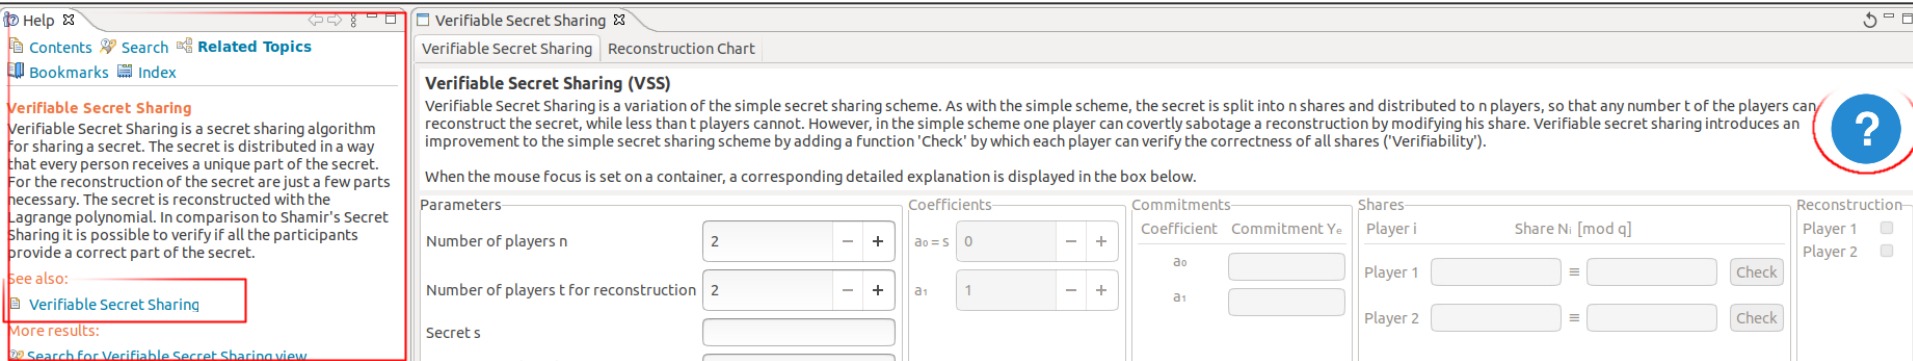 Help
Contents Search Related Topics
Bookmarks Index
Verifiable Secret Sharing
Verifiable Secret Sharing is a secret sharing algorithm
for sharing a secret. The secret is distributed in a way
that every person receives a unique part of the secret.
For the reconstruction of the secret are just a few parts
necessary. The secret is reconstructed with the
Lagrange polynomial. In comparison to Shamir's Secret
Sharing it is possible to verify if all the participants
provide a correct part of the secret.
See also:
Verifiable Secret Sharing
More results:
Search for Verifiable Secret Sharing view
Verifiable Secret Sharing
Verifiable Secret Sharing Reconstruction Chart
Verifiable Secret Sharing (VSS)
Verifiable Secret Sharing is a variation of the simple secret sharing scheme. As with the simple scheme, the secret is split into n shares and distributed to n players, so that any number t of the players can
reconstruct the secret, while less than t players cannot. However, in the simple scheme one player can covertly sabotage a reconstruction by modifying his share. Verifiable secret sharing introduces an
improvement to the simple secret sharing scheme by adding a function 'Check' by which each player can verify the correctness of all shares ('Verifiability').
?
When the mouse focus is set on a container, a corresponding detailed explanation is displayed in the box below.
Parameters
Number of players n 2 − +
Number of players t for reconstruction 2 − +
Secret s
Coefficients
a₀ = s 0 − +
a₁ 1 − +
Commitments
Coefficient Commitment Yₑ
a₀
a₁
Shares
Player i Share Nᵢ [mod q]
Player 1 ≡ Check
Player 2 ≡ Check
Reconstruction
Player 1
Player 2